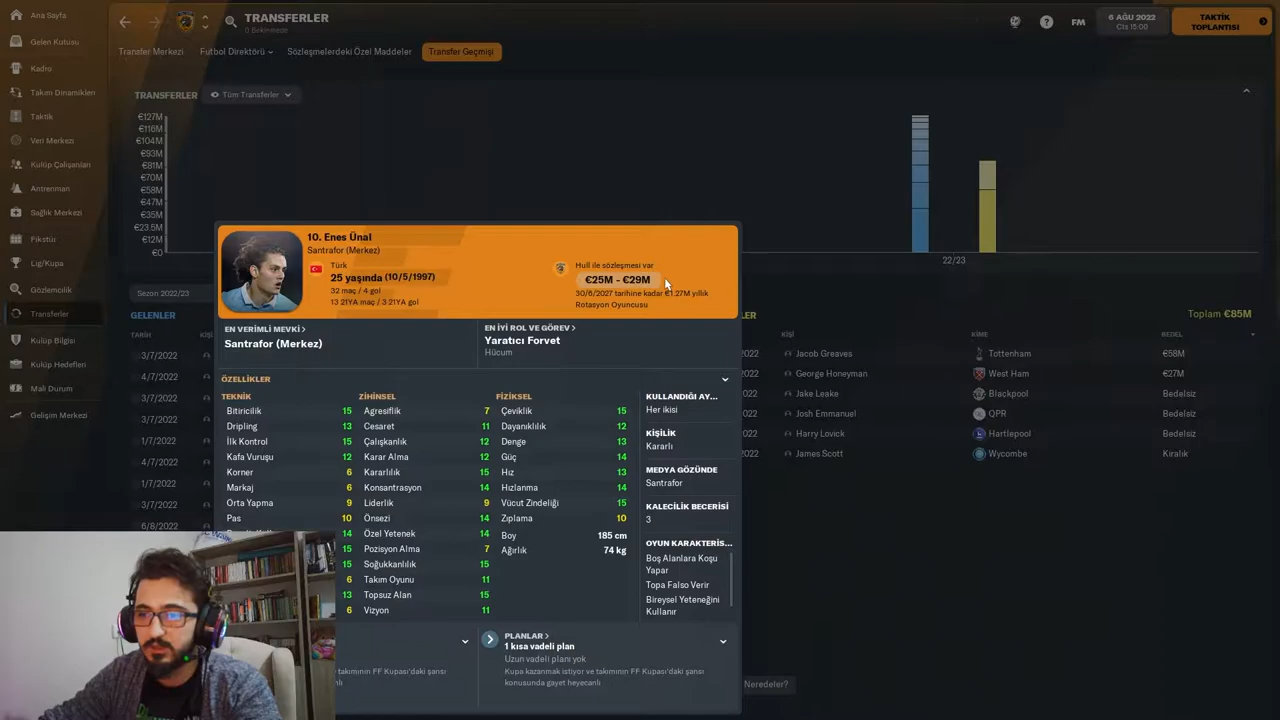 Ana Sayfa
Gelen Kutusu
Kadro
Takım Dinamikleri
Taktik
Veri Merkezi
Kulüp Çalışanları
Antrenman
Sağlık Merkezi
Fikstür
Lig/Kupa
Gözlemcilik
Transferler
Kulüp Bilgisi
Kulüp Hedefleri
Mali Durum
Gelişim Merkezi
TRANSFERLER
0 Beklemede
FM
6 AĞU 2022
Cts 15:00
TAKTİK
TOPLANTISI
Transfer Merkezi
Futbol Direktörü
Sözleşmelerdeki Özel Maddeler
Transfer Geçmişi
TRANSFERLER
Tüm Transferler
€127M
€116M
€104M
€93M
€81M
€70M
€58M
€47M
€35M
€23.5M
€12M
€0
22/23
Sezon 2022/23
GELENLER
TARİH
3/7/2022
4/7/2022
3/7/2022
3/7/2022
1/7/2022
4/7/2022
1/7/2022
3/7/2022
6/8/2022
10. Enes Ünal
Santrafor (Merkez)
Türk
25 yaşında (10/5/1997)
32 maç / 4 gol
13 21YA maç / 3 21YA gol
Hull ile sözleşmesi var
€25M - €29M
30/6/2027 tarihine kadar €1.27M yıllık
Rotasyon Oyuncusu
EN VERİMLİ MEVKİ
Santrafor (Merkez)
EN İYİ ROL VE GÖREV
Yaratıcı Forvet
Hücum
ÖZELLİKLER
TEKNİK
Bitiricilik 15
Dripling 13
İlk Kontrol 15
Kafa Vuruşu 12
Korner 6
Markaj 6
Orta Yapma 9
Pas 10
14
15
6
13
6
ZİHİNSEL
Agresiflik 7
Cesaret 11
Çalışkanlık 12
Karar Alma 12
Kararlılık 15
Konsantrasyon 14
Liderlik 9
Önsezi 14
Özel Yetenek 14
Pozisyon Alma 7
Soğukkanlılık 15
Takım Oyunu 11
Topsuz Alan 15
Vizyon 11
FİZİKSEL
Çeviklik 15
Dayanıklılık 12
Denge 13
Güç 14
Hız 13
Hızlanma 14
Vücut Zindeliği 15
Zıplama 10
Boy 185 cm
Ağırlık 74 kg
KULLANDIĞI AY...
Her ikisi
KİŞİLİK
Kararlı
MEDYA GÖZÜNDE
Santrafor
KALECİLİK BECERİSİ
3
OYUN KARAKTERİS...
Boş Alanlara Koşu
Yapar
Topa Falso Verir
Bireysel Yeteneğini
Kullanır
takımının FF Kupası'daki şansı
PLANLAR
1 kısa vadeli plan
Uzun vadeli planı yok
Kupa kazanmak istiyor ve takımının FF Kupası'daki şansı
konusunda gayet heyecanlı
Toplam €85M
KİŞİ
KİME
BEDEL
Jacob Greaves Tottenham €58M
George Honeyman West Ham €27M
Jake Leake Blackpool Bedelsiz
Josh Emmanuel QPR Bedelsiz
Harry Lovick Hartlepool Bedelsiz
James Scott Wycombe Kiralık
Neredeler?